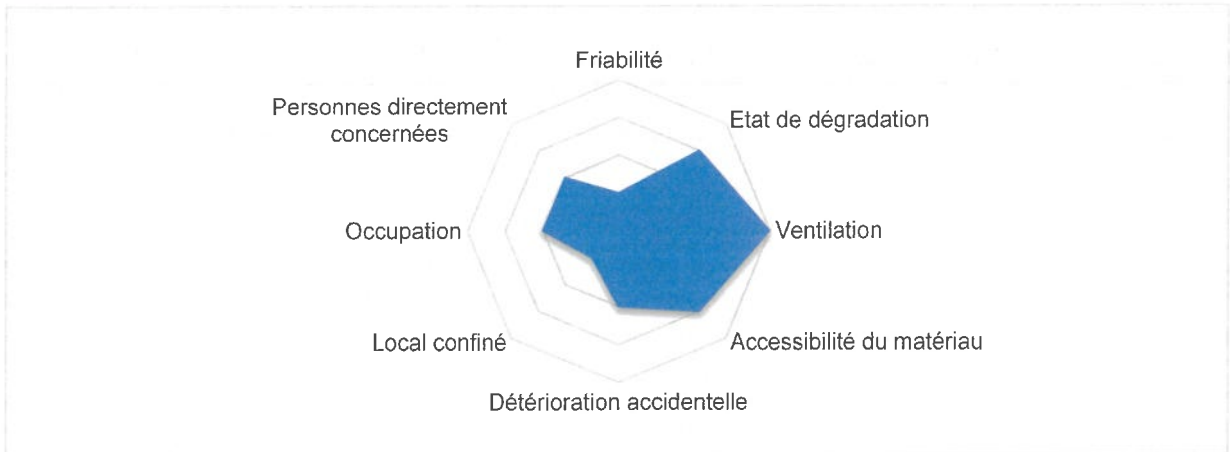 Friabilité
Personnes directement
concernées
Etat de dégradation
Occupation
Ventilation
Local confiné
Accessibilité du matériau
Détérioration accidentelle